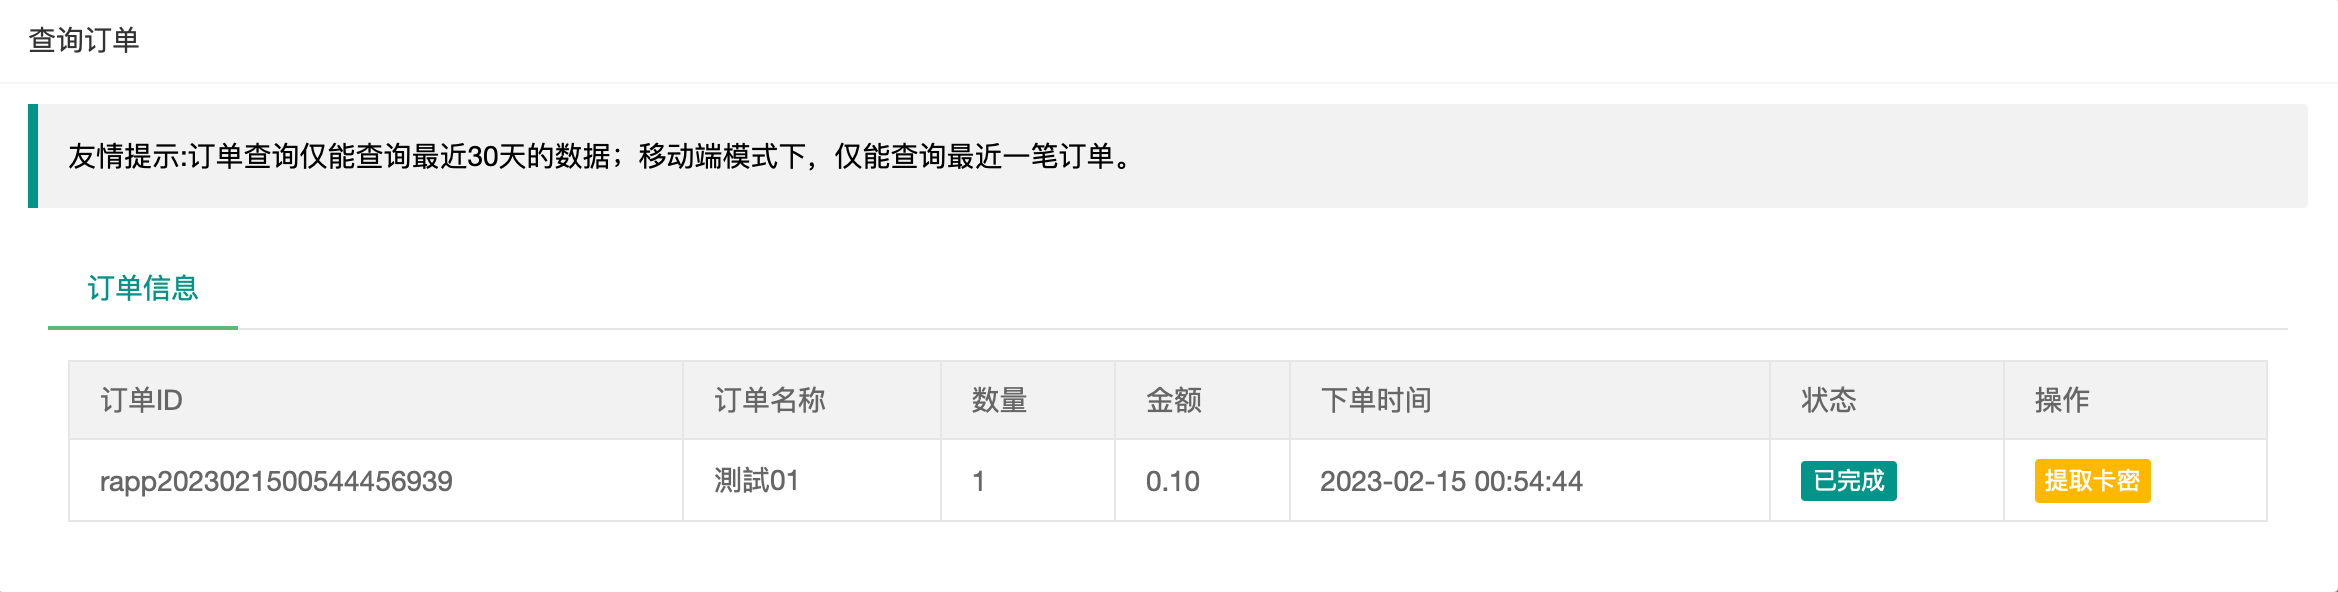 查询订单
友情提示:订单查询仅能查询最近30天的数据；移动端模式下，仅能查询最近一笔订单。
订单信息
订单ID 订单名称 数量 金额 下单时间 状态 操作
rapp2023021500544456939 測試01 1 0.10 2023-02-15 00:54:44 已完成 提取卡密